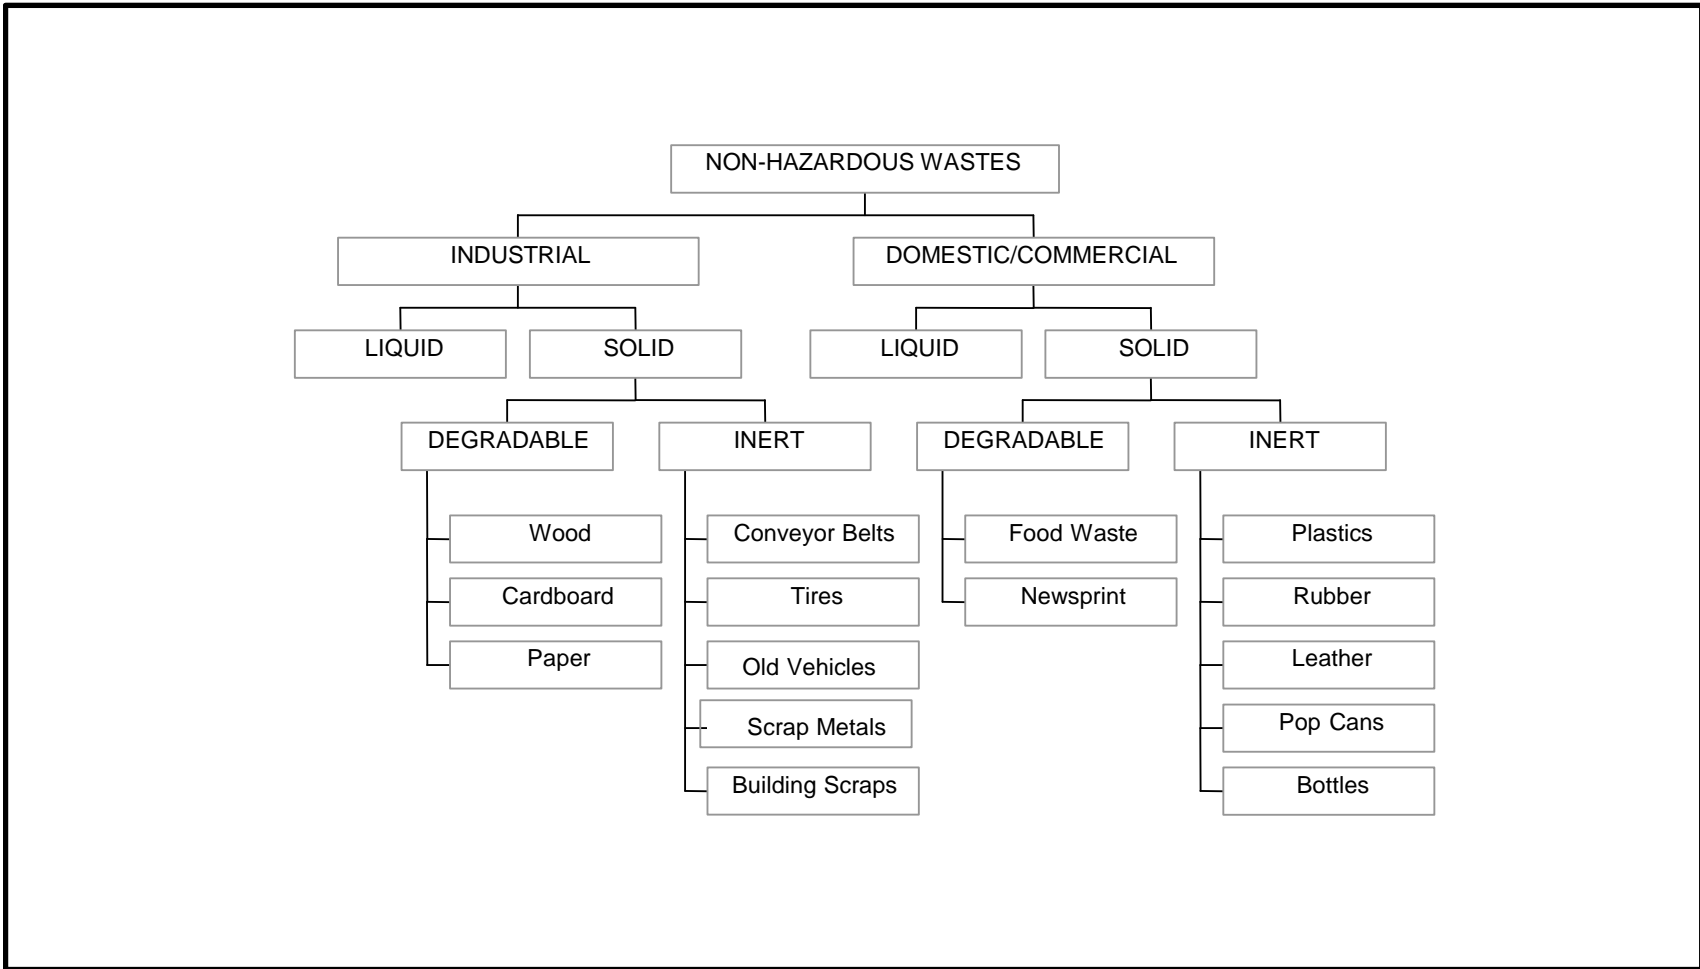 NON-HAZARDOUS WASTES
INDUSTRIAL
DOMESTIC/COMMERCIAL
LIQUID
SOLID
LIQUID
SOLID
DEGRADABLE
INERT
DEGRADABLE
INERT
Wood
Cardboard
Paper
Conveyor Belts
Tires
Old Vehicles
Scrap Metals
Building Scraps
Food Waste
Newsprint
Plastics
Rubber
Leather
Pop Cans
Bottles